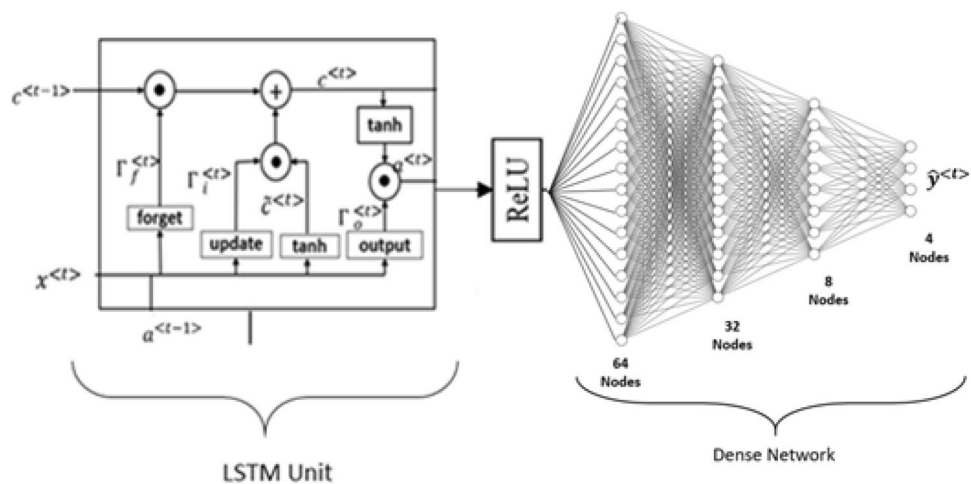 c<t-1>
c<t>
tanh
a<t>
Γf<t>
Γi<t>
c̃<t>
Γo<t>
forget
update
tanh
output
x<t>
a<t-1>
LSTM Unit
ReLU
ŷ<t>
64
Nodes
32
Nodes
8
Nodes
4
Nodes
Dense Network